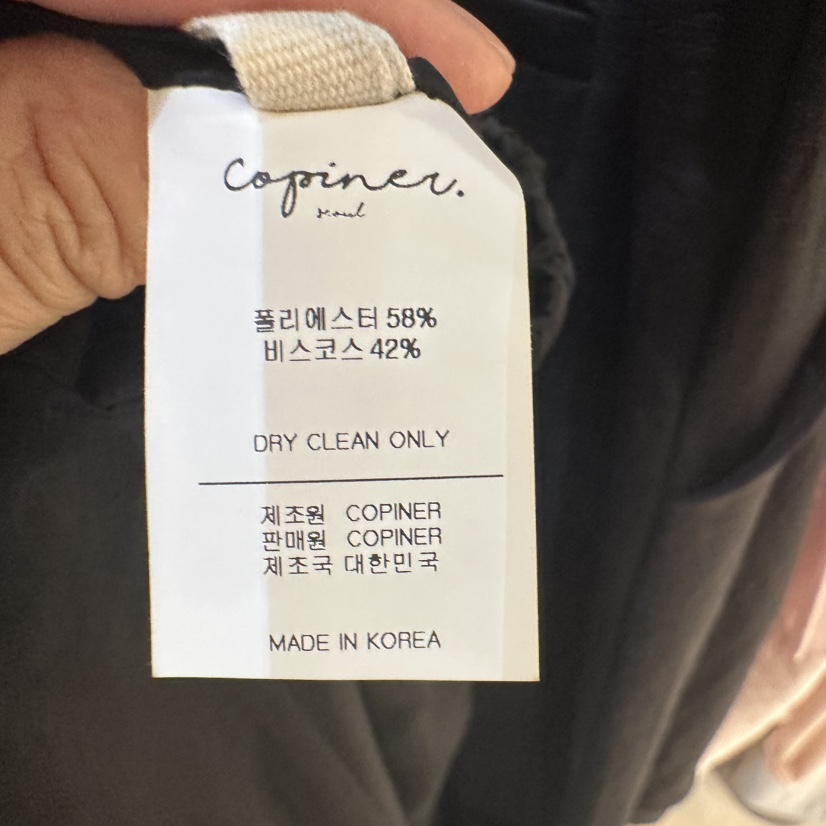 copiner.
seoul
폴리에스터 58%
비스코스 42%
DRY CLEAN ONLY
제조원 COPINER
판매원 COPINER
제조국 대한민국
MADE IN KOREA